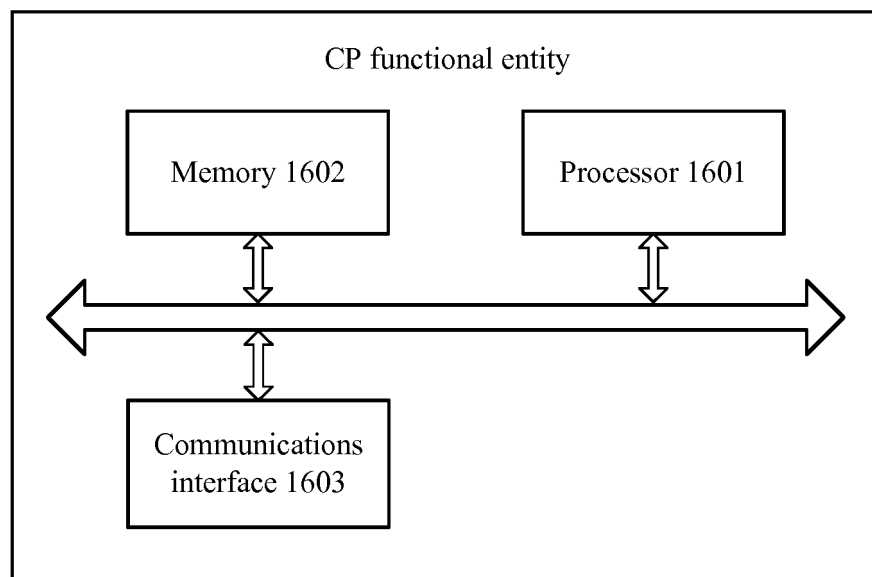 CP functional entity
Memory 1602
Processor 1601
Communications
interface 1603